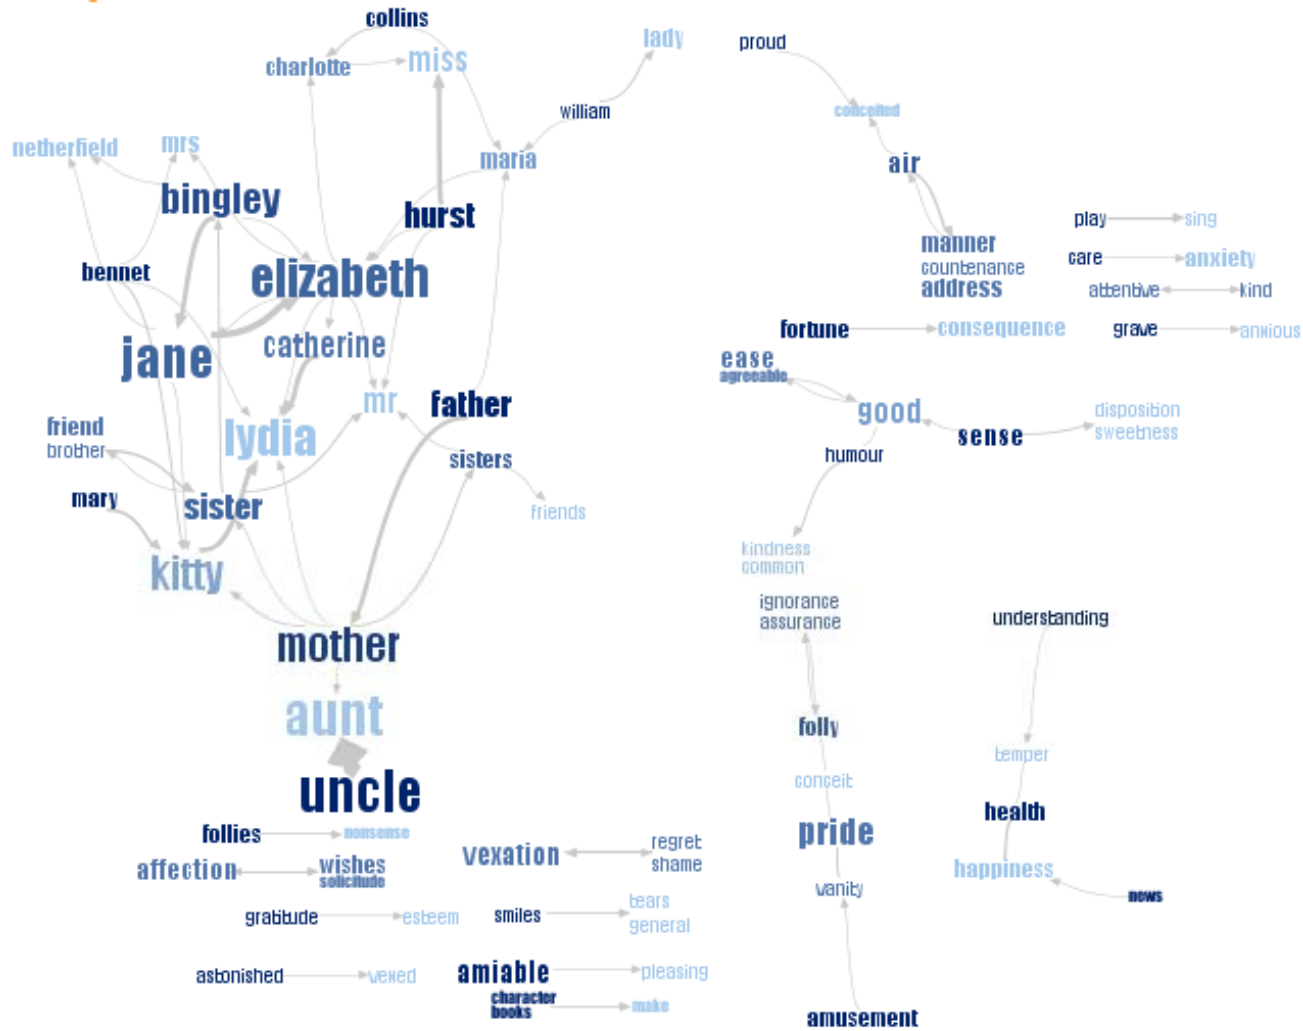 collins
lady
proud
charlotte
miss
william
conceited
netherfield
mrs
maria
air
bingley
hurst
play
sing
bennet
elizabeth
manner
countenance
address
care
anxiety
attentive
kind
jane
catherine
fortune
consequence
grave
anxious
ease
agreeable
mr
father
good
friend
brother
lydia
sisters
sense
disposition
sweetness
humour
mary
sister
friends
kitty
kindness
common
ignorance
assurance
understanding
mother
aunt
folly
temper
conceit
uncle
health
follies
nonsense
pride
affection
wishes
solicitude
vexation
regret
shame
happiness
vanity
news
gratitude
esteem
smiles
tears
general
astonished
vexed
amiable
pleasing
character
books
make
amusement